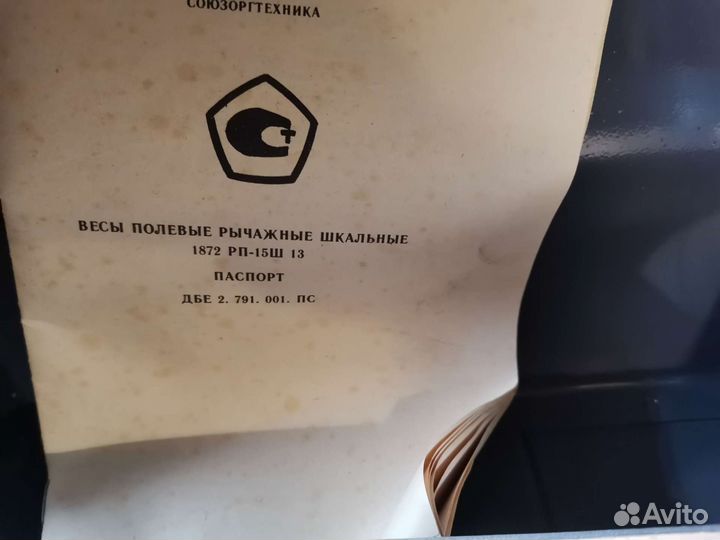 СОЮЗОРГТЕХНИКА
ВЕСЫ ПОЛЕВЫЕ РЫЧАЖНЫЕ ШКАЛЬНЫЕ
1872 РП-15Ш 13
ПАСПОРТ
ДБЕ 2. 791. 001. ПС
Avito